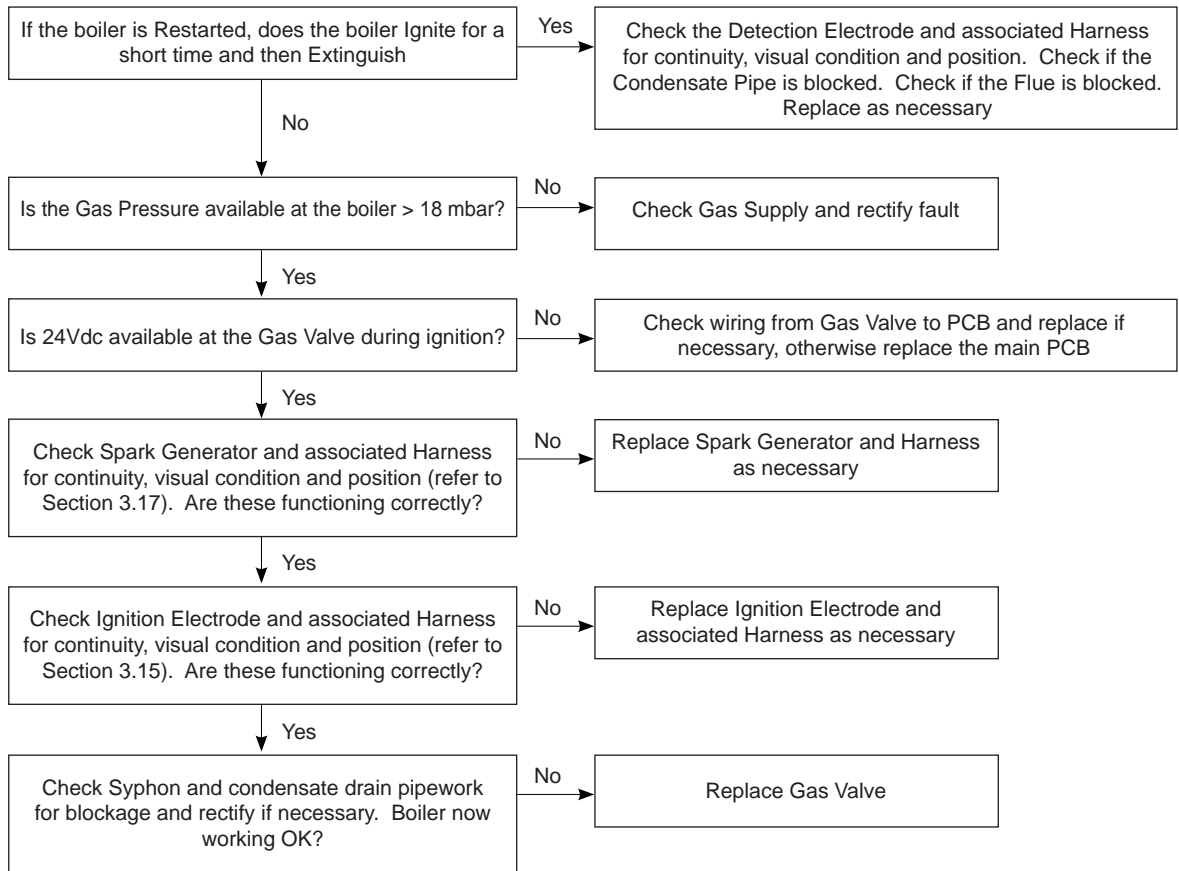 If the boiler is Restarted, does the boiler Ignite for a
short time and then Extinguish
Yes
Check the Detection Electrode and associated Harness
for continuity, visual condition and position.  Check if the
Condensate Pipe is blocked.  Check if the Flue is blocked.
Replace as necessary
No
Is the Gas Pressure available at the boiler > 18 mbar?
No
Check Gas Supply and rectify fault
Yes
Is 24Vdc available at the Gas Valve during ignition?
No
Check wiring from Gas Valve to PCB and replace if
necessary, otherwise replace the main PCB
Yes
Check Spark Generator and associated Harness
for continuity, visual condition and position (refer to
Section 3.17).  Are these functioning correctly?
No
Replace Spark Generator and Harness
as necessary
Yes
Check Ignition Electrode and associated Harness
for continuity, visual condition and position (refer to
Section 3.15).  Are these functioning correctly?
No
Replace Ignition Electrode and
associated Harness as necessary
Yes
Check Syphon and condensate drain pipework
for blockage and rectify if necessary.  Boiler now
working OK?
No
Replace Gas Valve